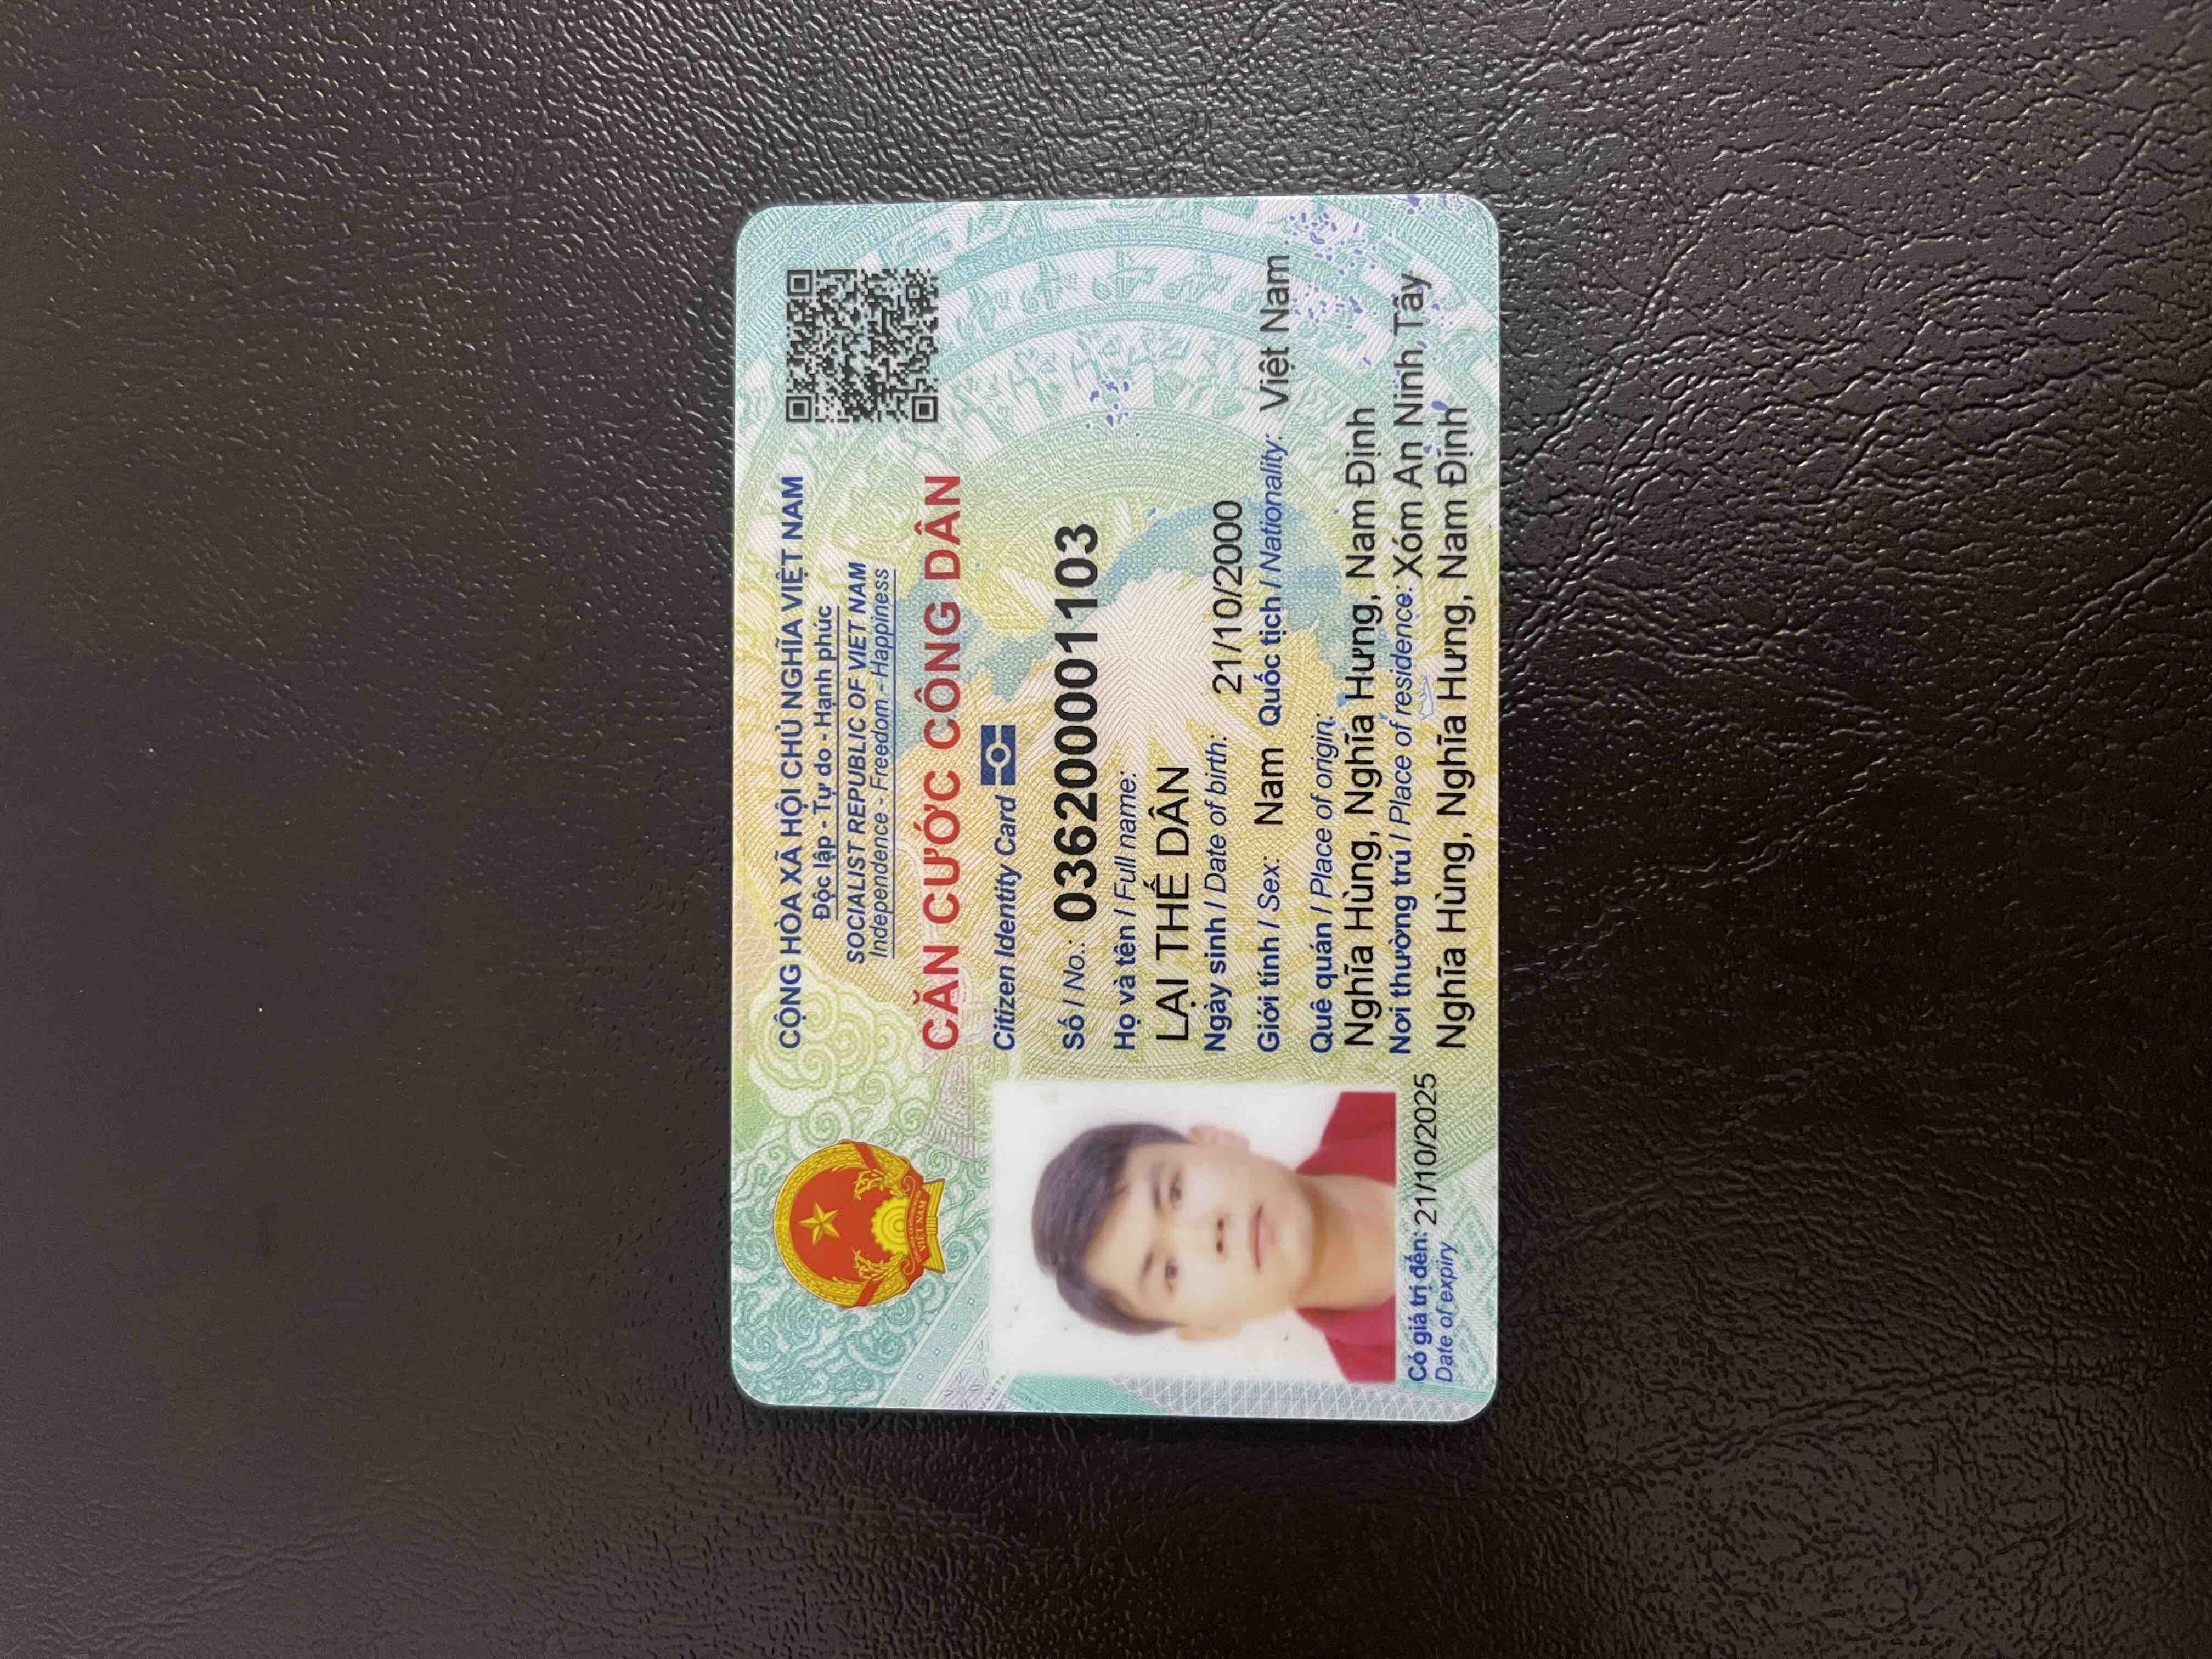 CỘNG HÒA XÃ HỘI CHỦ NGHĨA VIỆT NAM
Độc lập - Tự do - Hạnh phúc
SOCIALIST REPUBLIC OF VIET NAM
Independence - Freedom - Happiness
CĂN CƯỚC CÔNG DÂN
Citizen Identity Card
Số / No.: 036200001103
Họ và tên / Full name:
LẠI THẾ DÂN
Ngày sinh / Date of birth: 21/10/2000
Giới tính / Sex: Nam Quốc tịch / Nationality: Việt Nam
Quê quán / Place of origin:
Nghĩa Hùng, Nghĩa Hưng, Nam Định
Nơi thường trú / Place of residence: Xóm An Ninh Tây
Nghĩa Hùng, Nghĩa Hưng, Nam Định
Có giá trị đến: 21/10/2025
Date of expiry